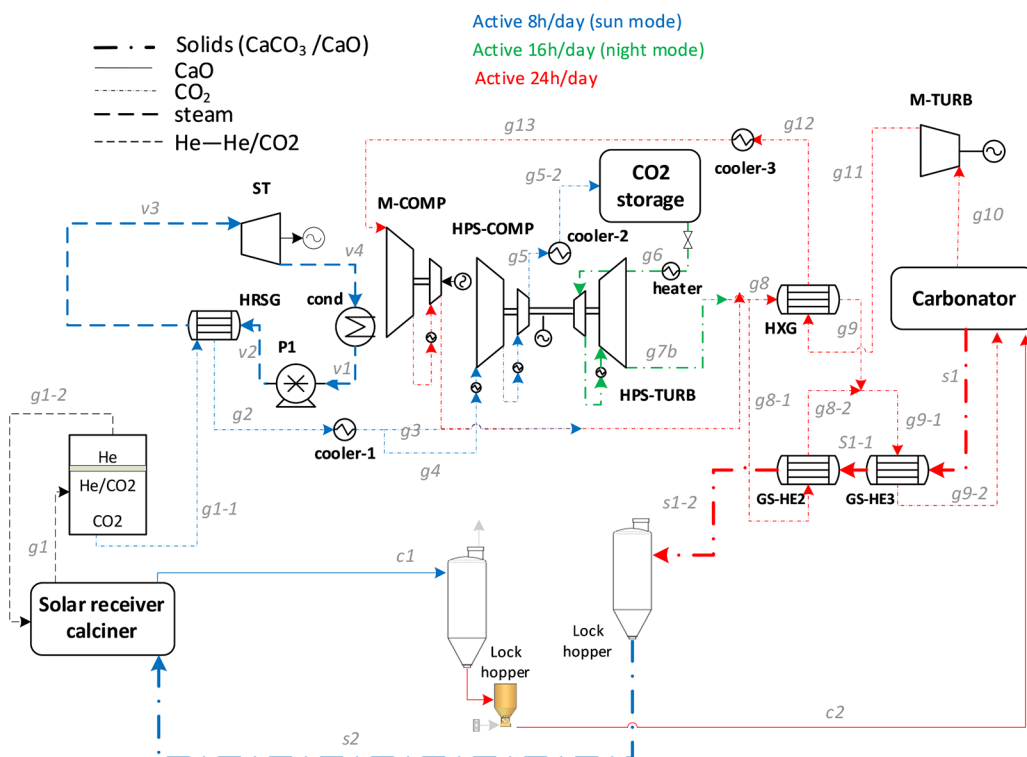 Active 8h/day (sun mode)
Active 16h/day (night mode)
Active 24h/day
Solids (CaCO3 /CaO)
CaO
CO2
steam
He—He/CO2
M-TURB
g13
g12
cooler-3
g11
g10
ST
v3
v4
M-COMP
HPS-COMP
g5-2
CO2
storage
cooler-2
g5
g6
heater
g8
HXG
g9
Carbonator
HRSG
cond
v2
P1
v1
g7b
HPS-TURB
s1
g1-2
g2
cooler-1
g3
g4
g8-1
g8-2
g9-1
S1-1
GS-HE2
GS-HE3
g9-2
s1-2
He
He/CO2
CO2
g1-1
g1
c1
Solar receiver
calciner
Lock
hopper
Lock
hopper
c2
s2